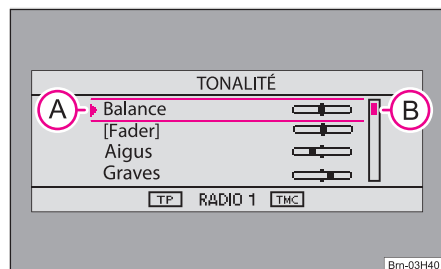 TONALITÉ
A
Balance
B
[Fader]
Aigus
Graves
TP RADIO 1 TMC
Brn-03H40